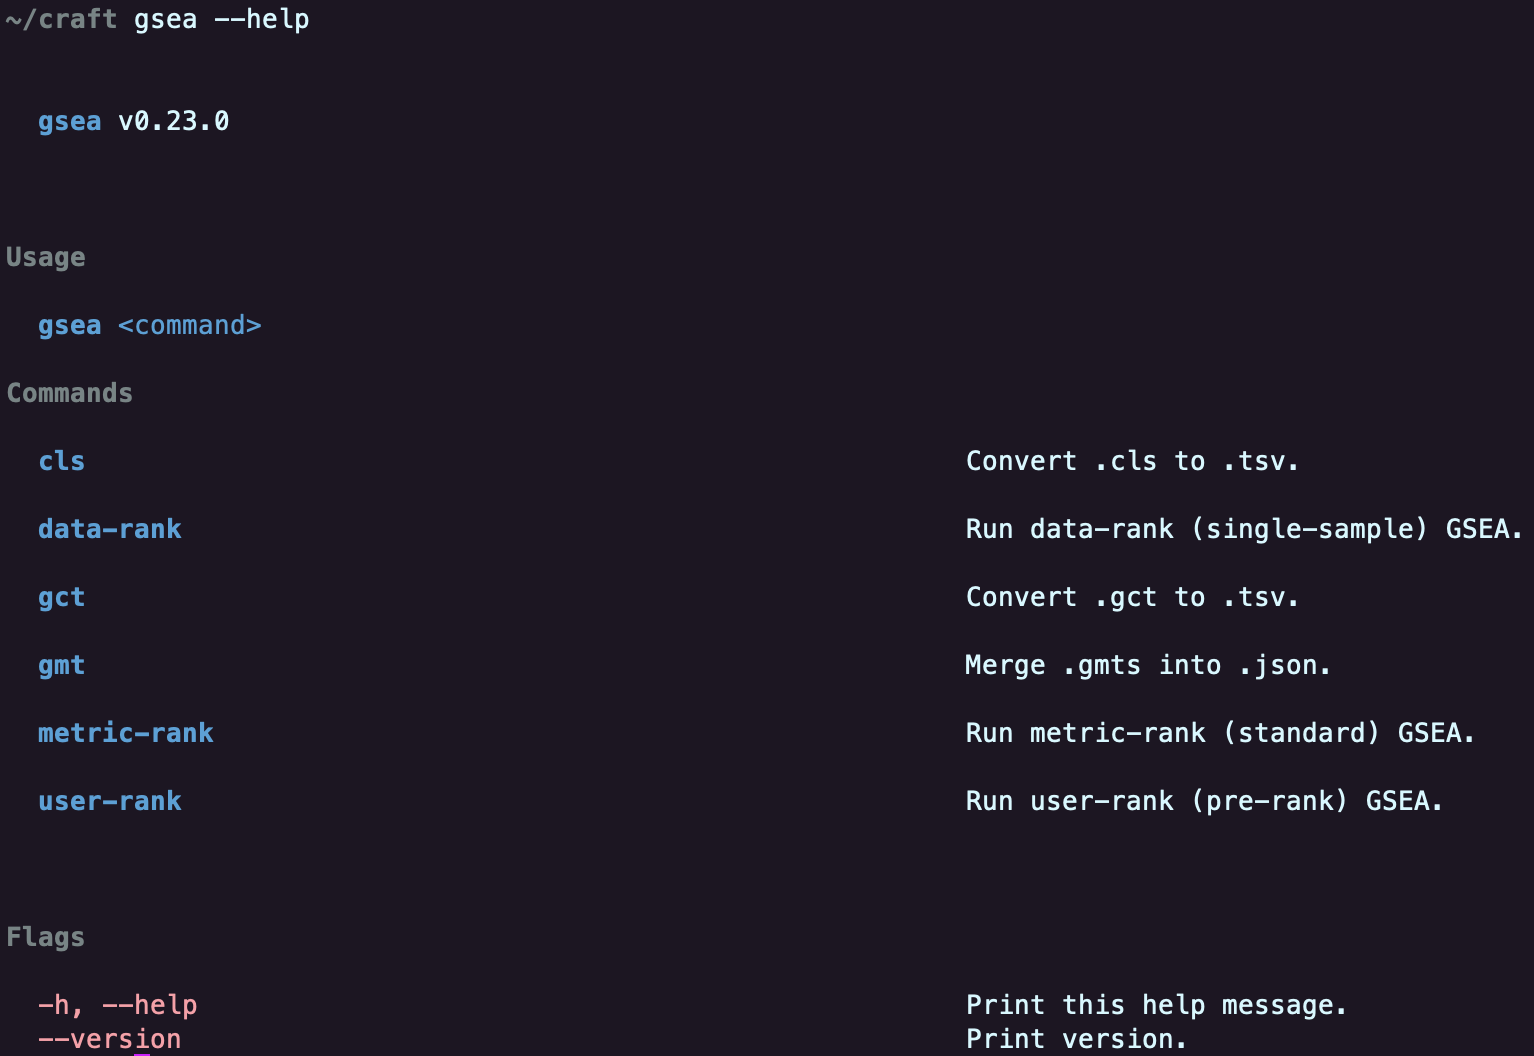 ~/craft gsea --help
gsea v0.23.0
Usage
gsea <command>
Commands
cls Convert .cls to .tsv.
data-rank Run data-rank (single-sample) GSEA.
gct Convert .gct to .tsv.
gmt Merge .gmts into .json.
metric-rank Run metric-rank (standard) GSEA.
user-rank Run user-rank (pre-rank) GSEA.
Flags
-h, --help Print this help message.
--version Print version.